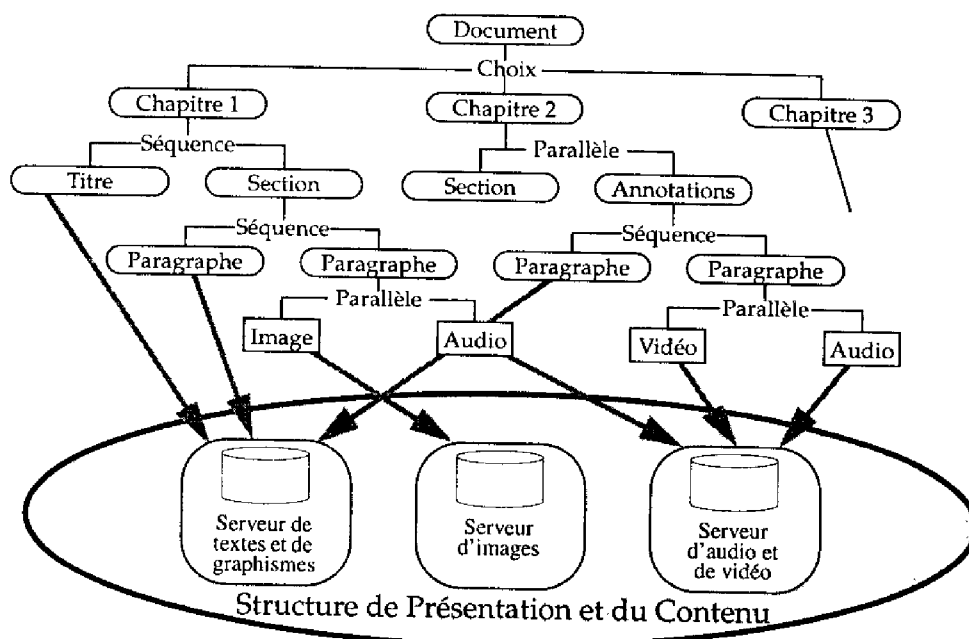 Document
Choix
Chapitre 1
Chapitre 2
Chapitre 3
Séquence
Parallèle
Titre
Section
Section
Annotations
Séquence
Séquence
Paragraphe
Paragraphe
Paragraphe
Paragraphe
Parallèle
Parallèle
Image
Audio
Vidéo
Audio
Serveur de
textes et de
graphismes
Serveur
d'images
Serveur
d'audio et
de vidéo
Structure de Présentation et du Contenu